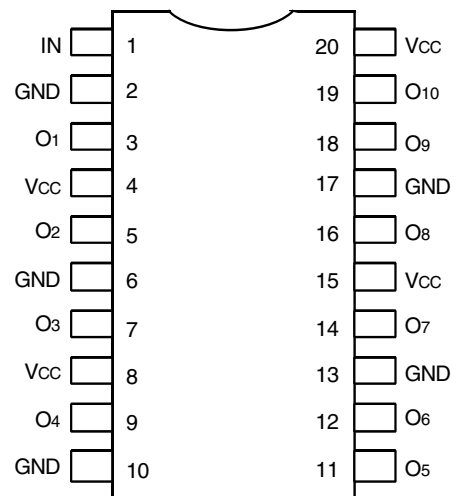 IN 1 20 VCC
GND 2 19 O10
O1 3 18 O9
VCC 4 17 GND
O2 5 16 O8
GND 6 15 VCC
O3 7 14 O7
VCC 8 13 GND
O4 9 12 O6
GND 10 11 O5